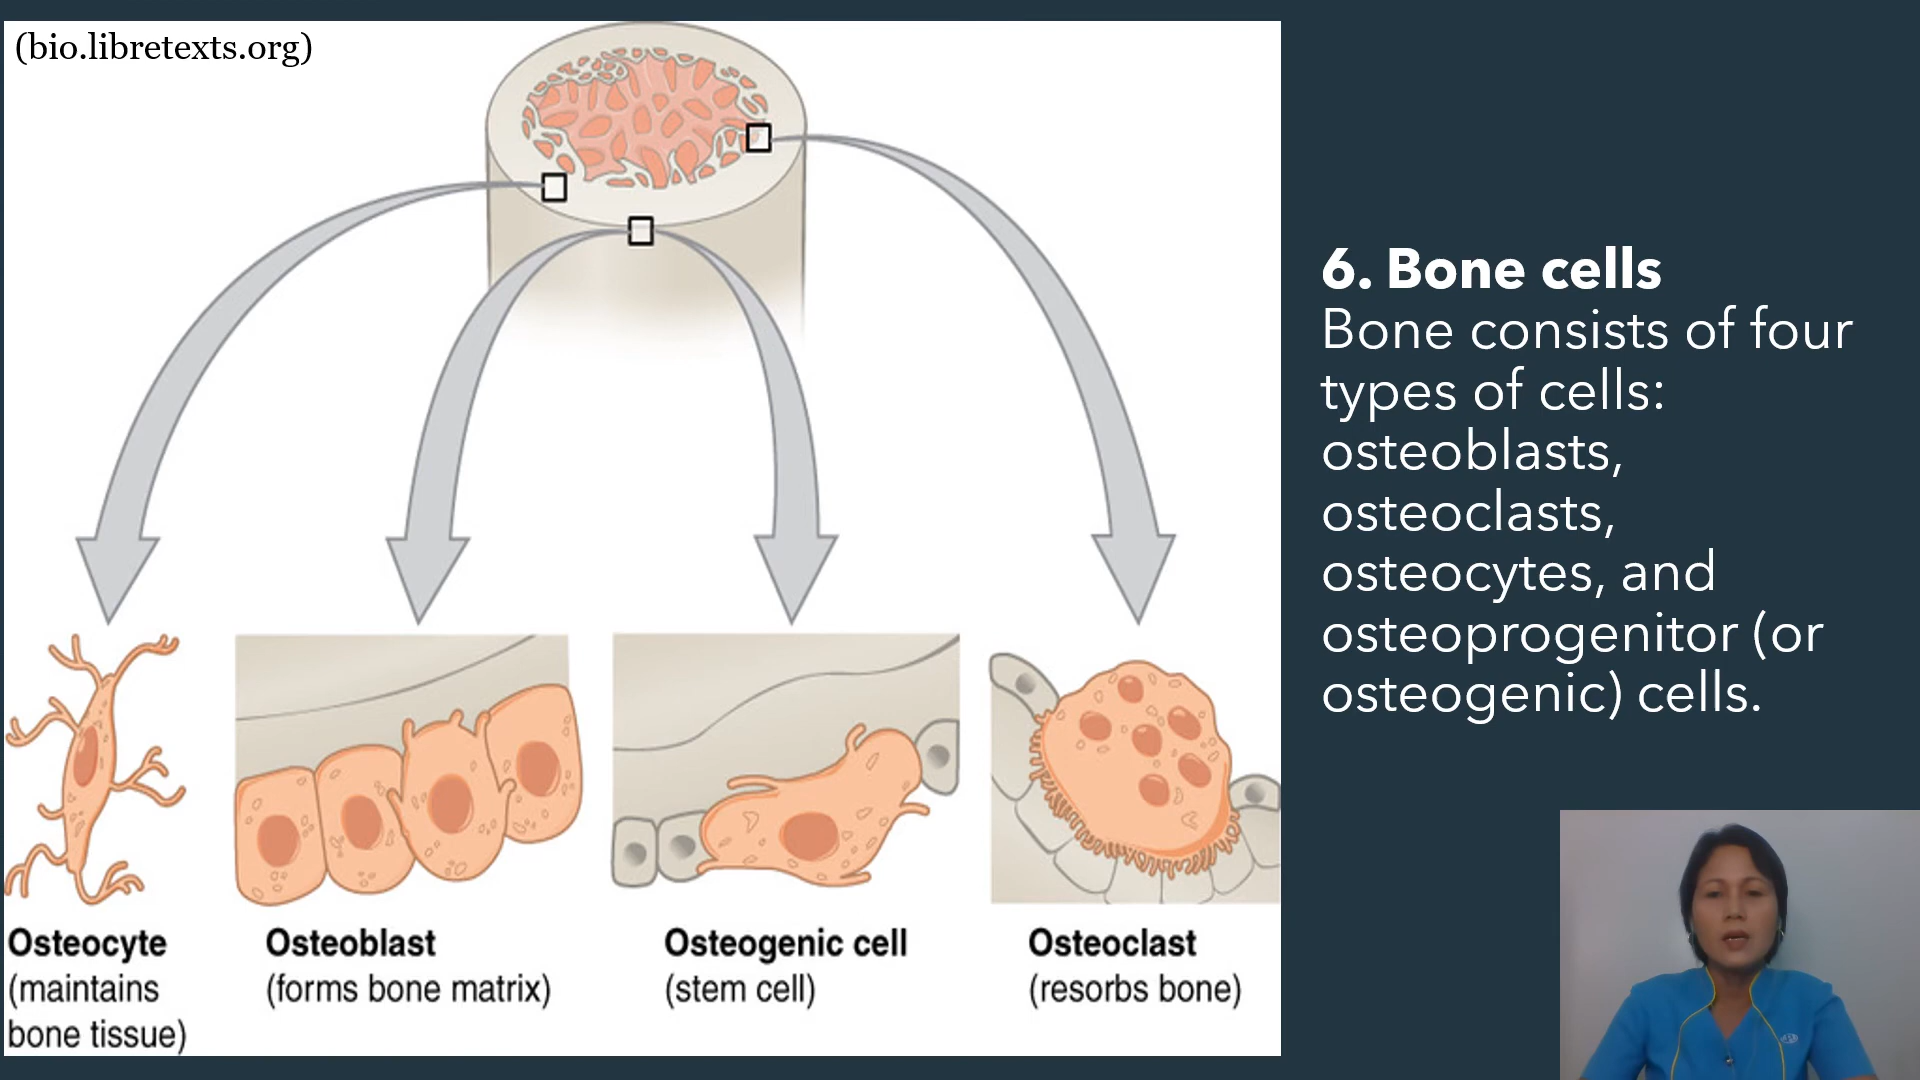 (bio.libretexts.org)
6. Bone cells
Bone consists of four
types of cells:
osteoblasts,
osteoclasts,
osteocytes, and
osteoprogenitor (or
osteogenic) cells.
Osteocyte
(maintains
bone tissue)
Osteoblast
(forms bone matrix)
Osteogenic cell
(stem cell)
Osteoclast
(resorbs bone)